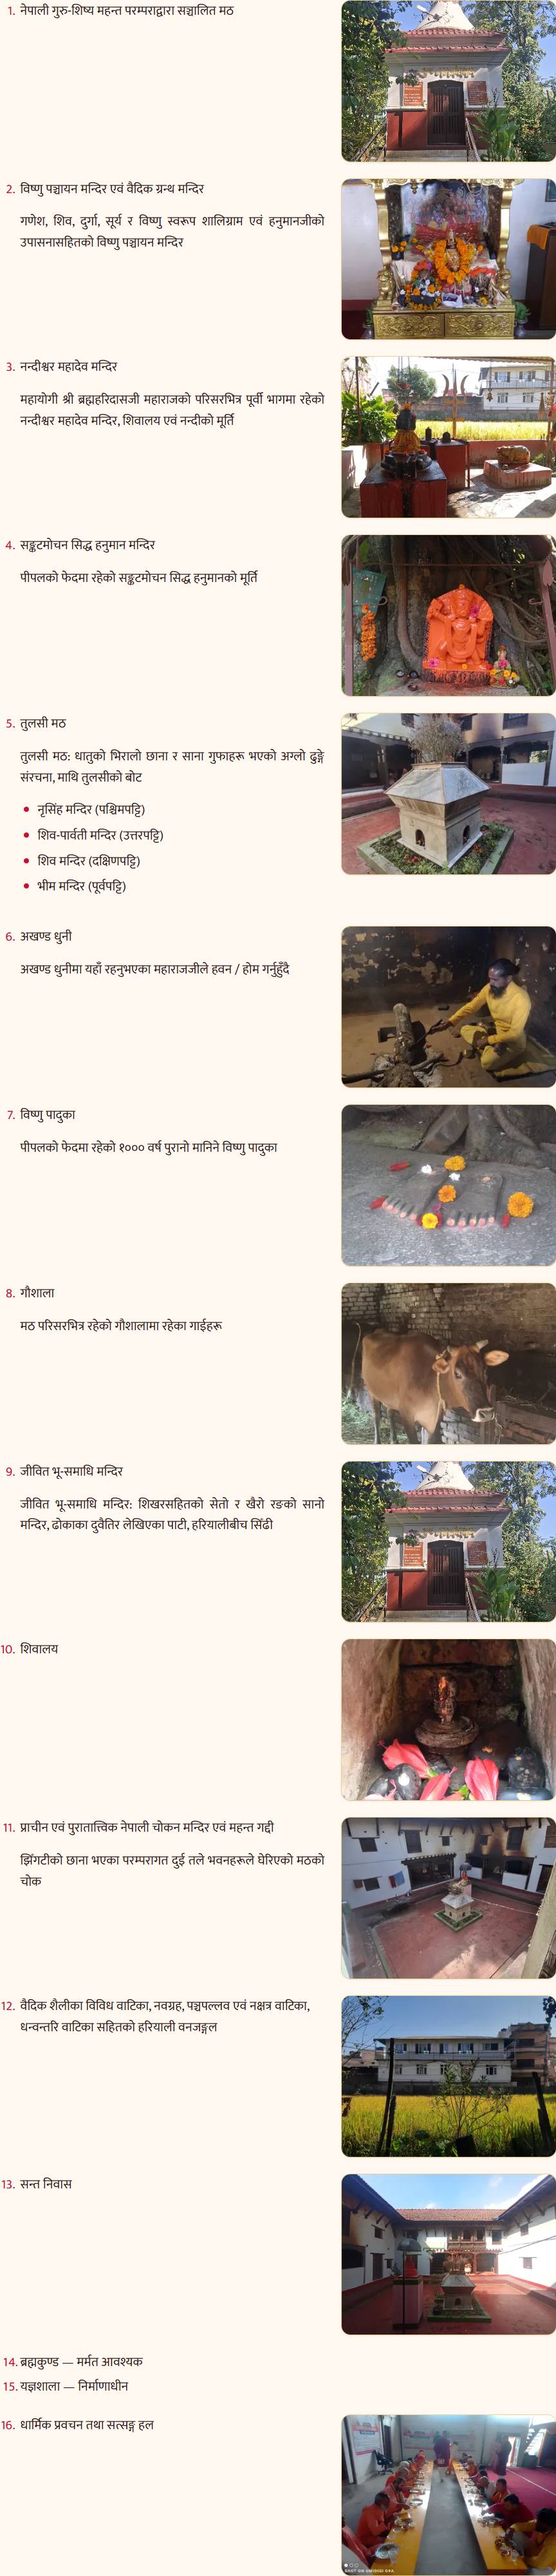 1. नेपाली गुरु-शिष्य महन्त परम्पराद्वारा सञ्चालित मठ
2. विष्णु पञ्चायन मन्दिर एवं वैदिक ग्रन्थ मन्दिर
गणेश, शिव, दुर्गा, सूर्य र विष्णु स्वरूप शालिग्राम एवं हनुमानजीको
उपासनासहितको विष्णु पञ्चायन मन्दिर
3. नन्दीश्वर महादेव मन्दिर
महायोगी श्री ब्रह्महरिदासजी महाराजको परिसरभित्र पूर्वी भागमा रहेको
नन्दीश्वर महादेव मन्दिर, शिवालय एवं नन्दीको मूर्ति
4. सङ्कटमोचन सिद्ध हनुमान मन्दिर
पीपलको फेदमा रहेको सङ्कटमोचन सिद्ध हनुमानको मूर्ति
5. तुलसी मठ
तुलसी मठ: धातुको भिरालो छाना र साना गुफाहरू भएको अग्लो ढुङ्गे
संरचना, माथि तुलसीको बोट
• नृसिंह मन्दिर (पश्चिमपट्टि)
• शिव-पार्वती मन्दिर (उत्तरपट्टि)
• शिव मन्दिर (दक्षिणपट्टि)
• भीम मन्दिर (पूर्वपट्टि)
6. अखण्ड धुनी
अखण्ड धुनीमा यहाँ रहनुभएका महाराजजीले हवन / होम गर्नुहुँदै
7. विष्णु पादुका
पीपलको फेदमा रहेको १००० वर्ष पुरानो मानिने विष्णु पादुका
8. गौशाला
मठ परिसरभित्र रहेको गौशालामा रहेका गाईहरू
9. जीवित भू-समाधि मन्दिर
जीवित भू-समाधि मन्दिर: शिखरसहितको सेतो र खैरो रङको सानो
मन्दिर, ढोकाका दुवैतिर लेखिएका पाटी, हरियालीबीच सिँढी
10. शिवालय
11. प्राचीन एवं पुरातात्त्विक नेपाली चोकन मन्दिर एवं महन्त गद्दी
झिँगटीको छाना भएका परम्परागत दुई तले भवनहरूले घेरिएको मठको
चोक
12. वैदिक शैलीका विविध वाटिका, नवग्रह, पञ्चपल्लव एवं नक्षत्र वाटिका,
धन्वन्तरि वाटिका सहितको हरियाली वनजङ्गल
13. सन्त निवास
14. ब्रह्मकुण्ड — मर्मत आवश्यक
15. यज्ञशाला — निर्माणाधीन
16. धार्मिक प्रवचन तथा सत्सङ्ग हल